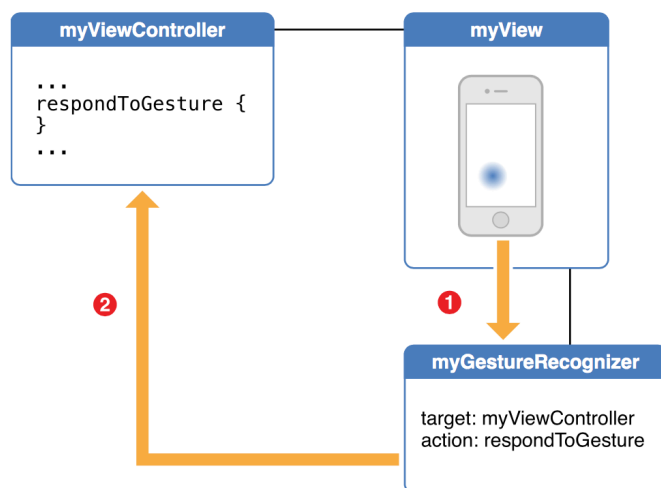 myViewController
...
respondToGesture {
}
...
myView
2
1
myGestureRecognizer
target: myViewController
action: respondToGesture